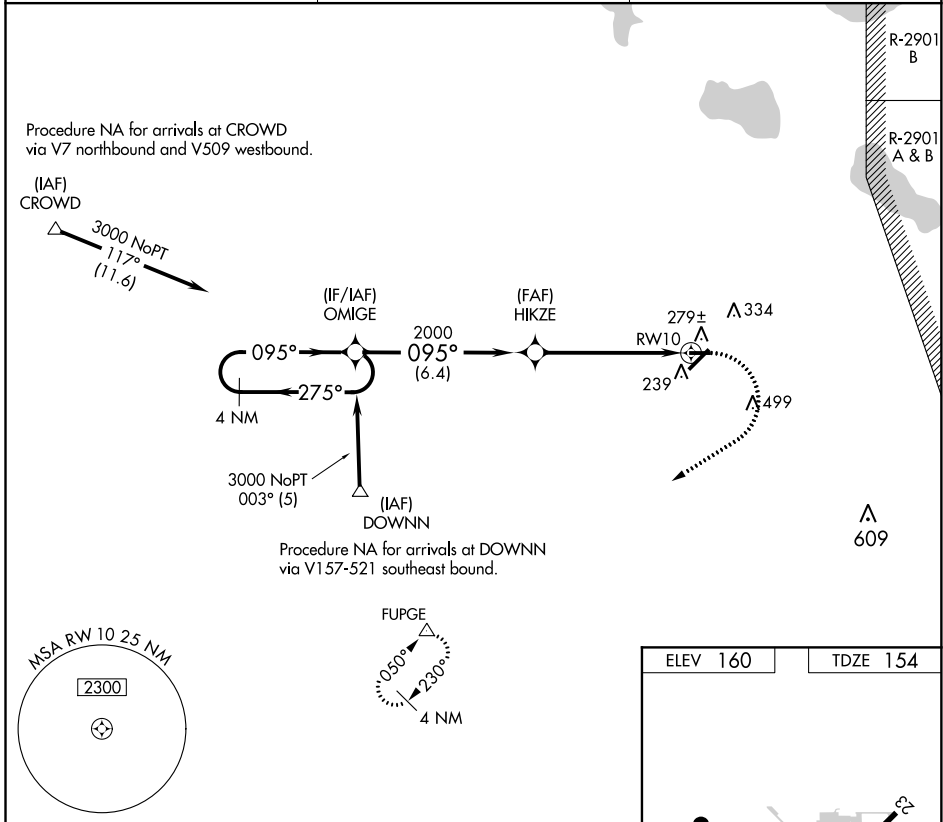 R-2901
B
R-2901
A & B
Procedure NA for arrivals at CROWD
via V7 northbound and V509 westbound.
(IAF)
CROWD
3000 NoPT
117°
(11.6)
(IF/IAF)
OMIGE
(FAF)
HIKZE
279±
334
RW10
2000
095°
095°
(6.4)
239
275°
4 NM
499
3000 NoPT
003° (5)
(IAF)
DOWNN
609
Procedure NA for arrivals at DOWNN
via V157-521 southeast bound.
FUPGE
050°
230°
4 NM
MSA RW 10 25 NM
2300
ELEV 160
TDZE 154
23